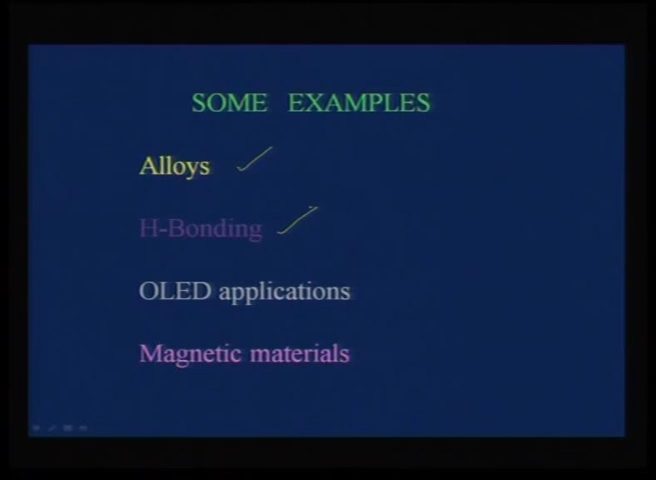 SOME EXAMPLES
Alloys
H-Bonding
OLED applications
Magnetic materials